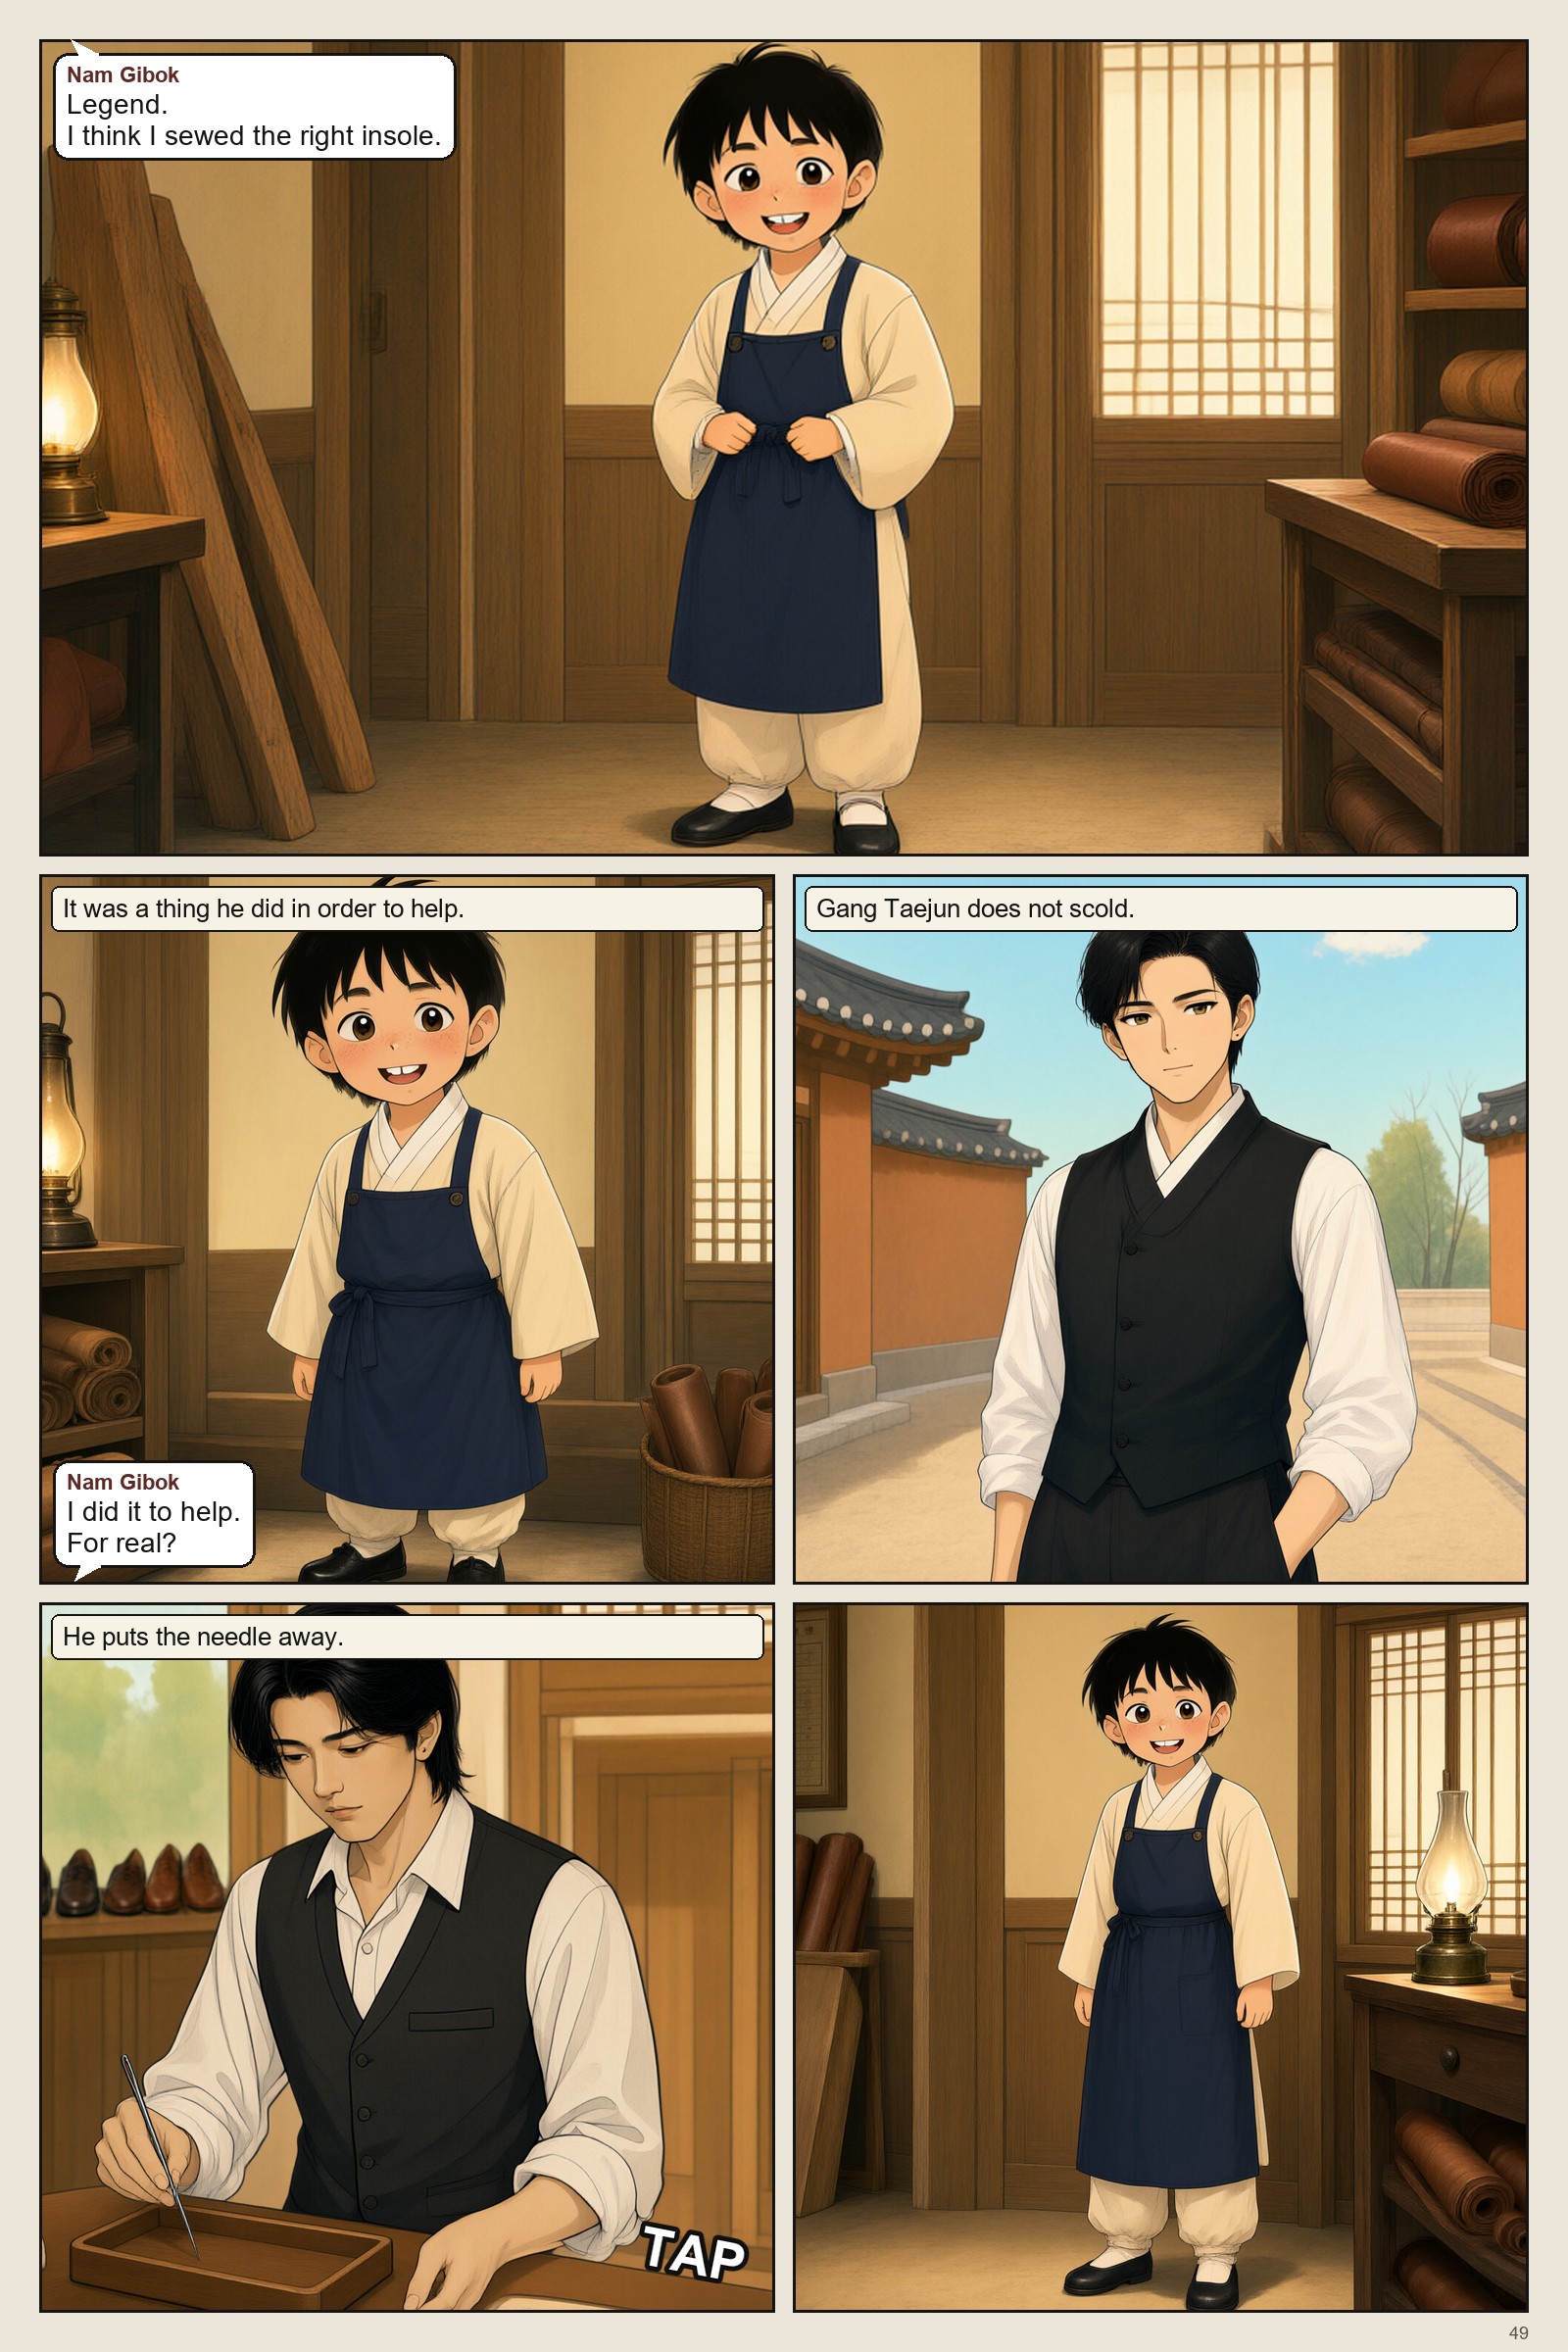 Nam Gibok
Legend.
I think I sewed the right insole.
It was a thing he did in order to help.
Nam Gibok
I did it to help.
For real?
Gang Taejun does not scold.
He puts the needle away.
TAP
49